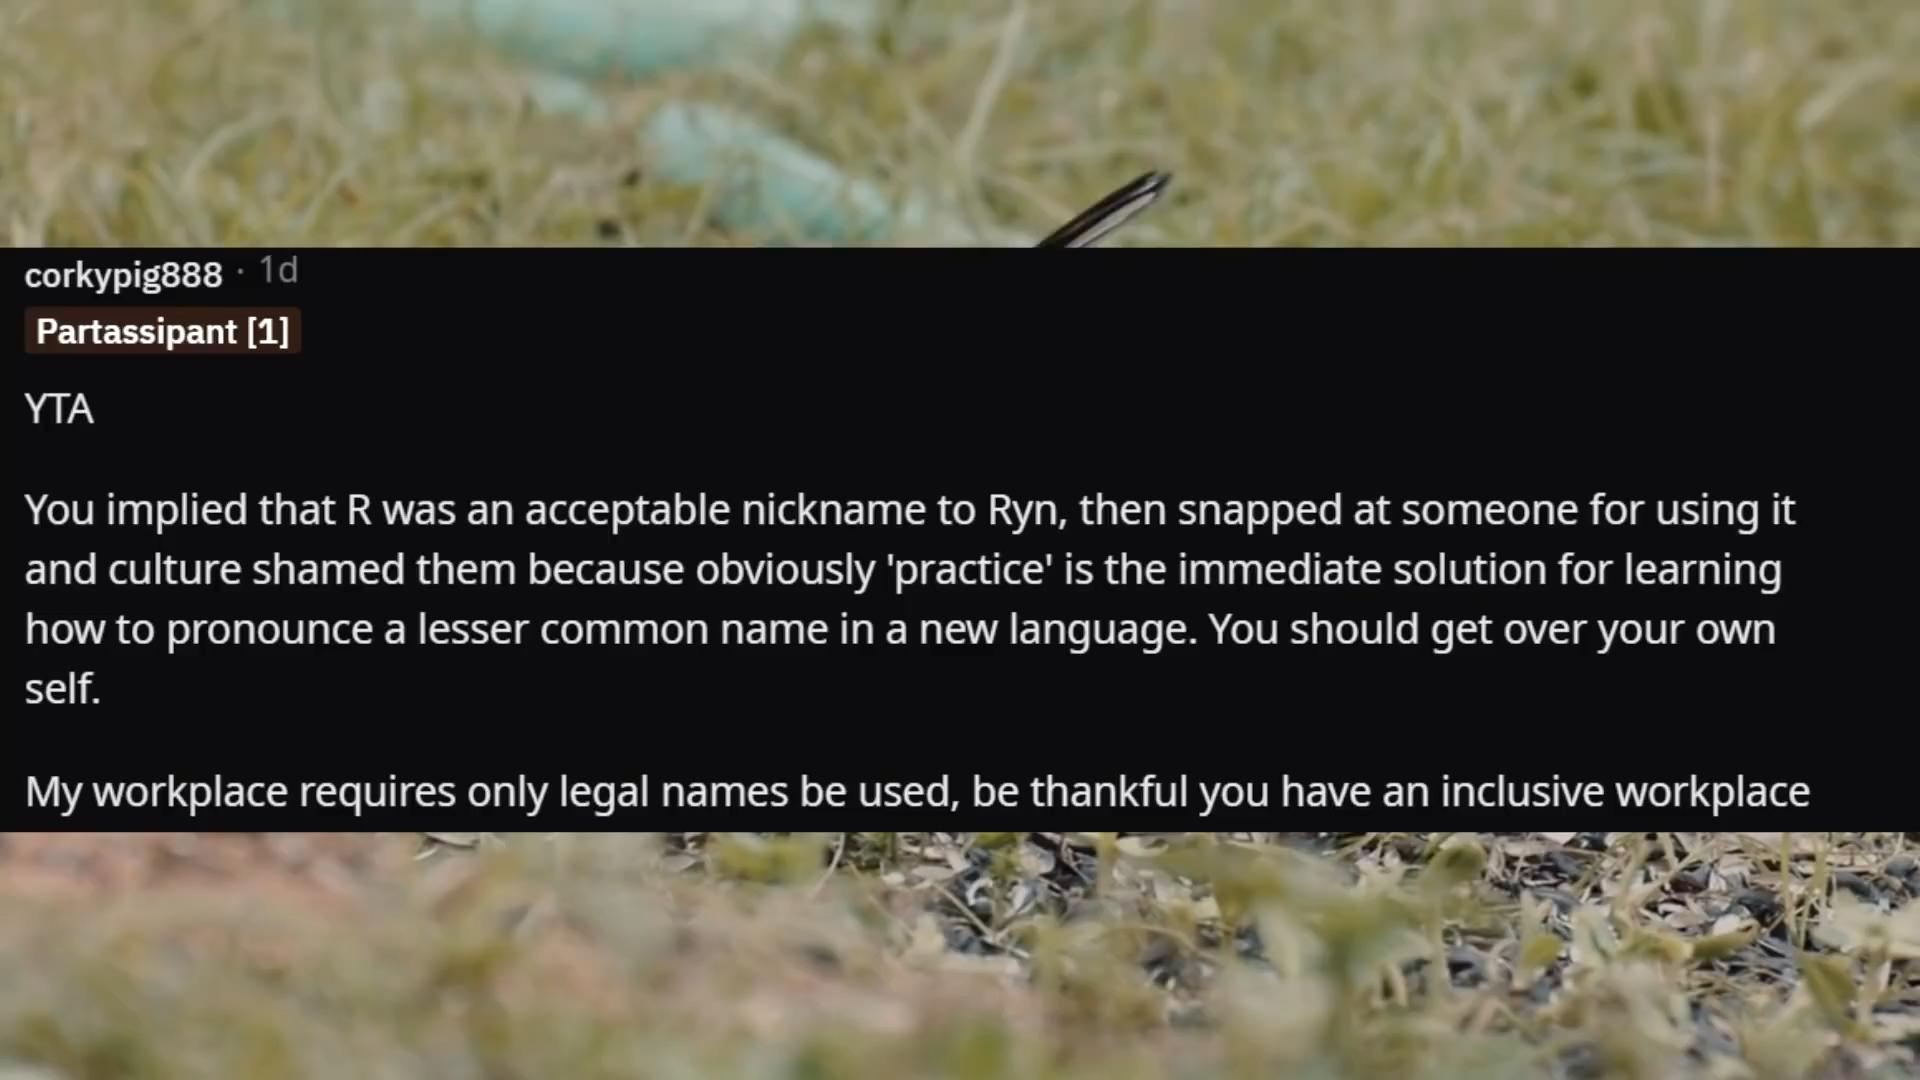 corkypig888 · 1d
Partassipant [1]
YTA
You implied that R was an acceptable nickname to Ryn, then snapped at someone for using it
and culture shamed them because obviously 'practice' is the immediate solution for learning
how to pronounce a lesser common name in a new language. You should get over your own
self.
My workplace requires only legal names be used, be thankful you have an inclusive workplace